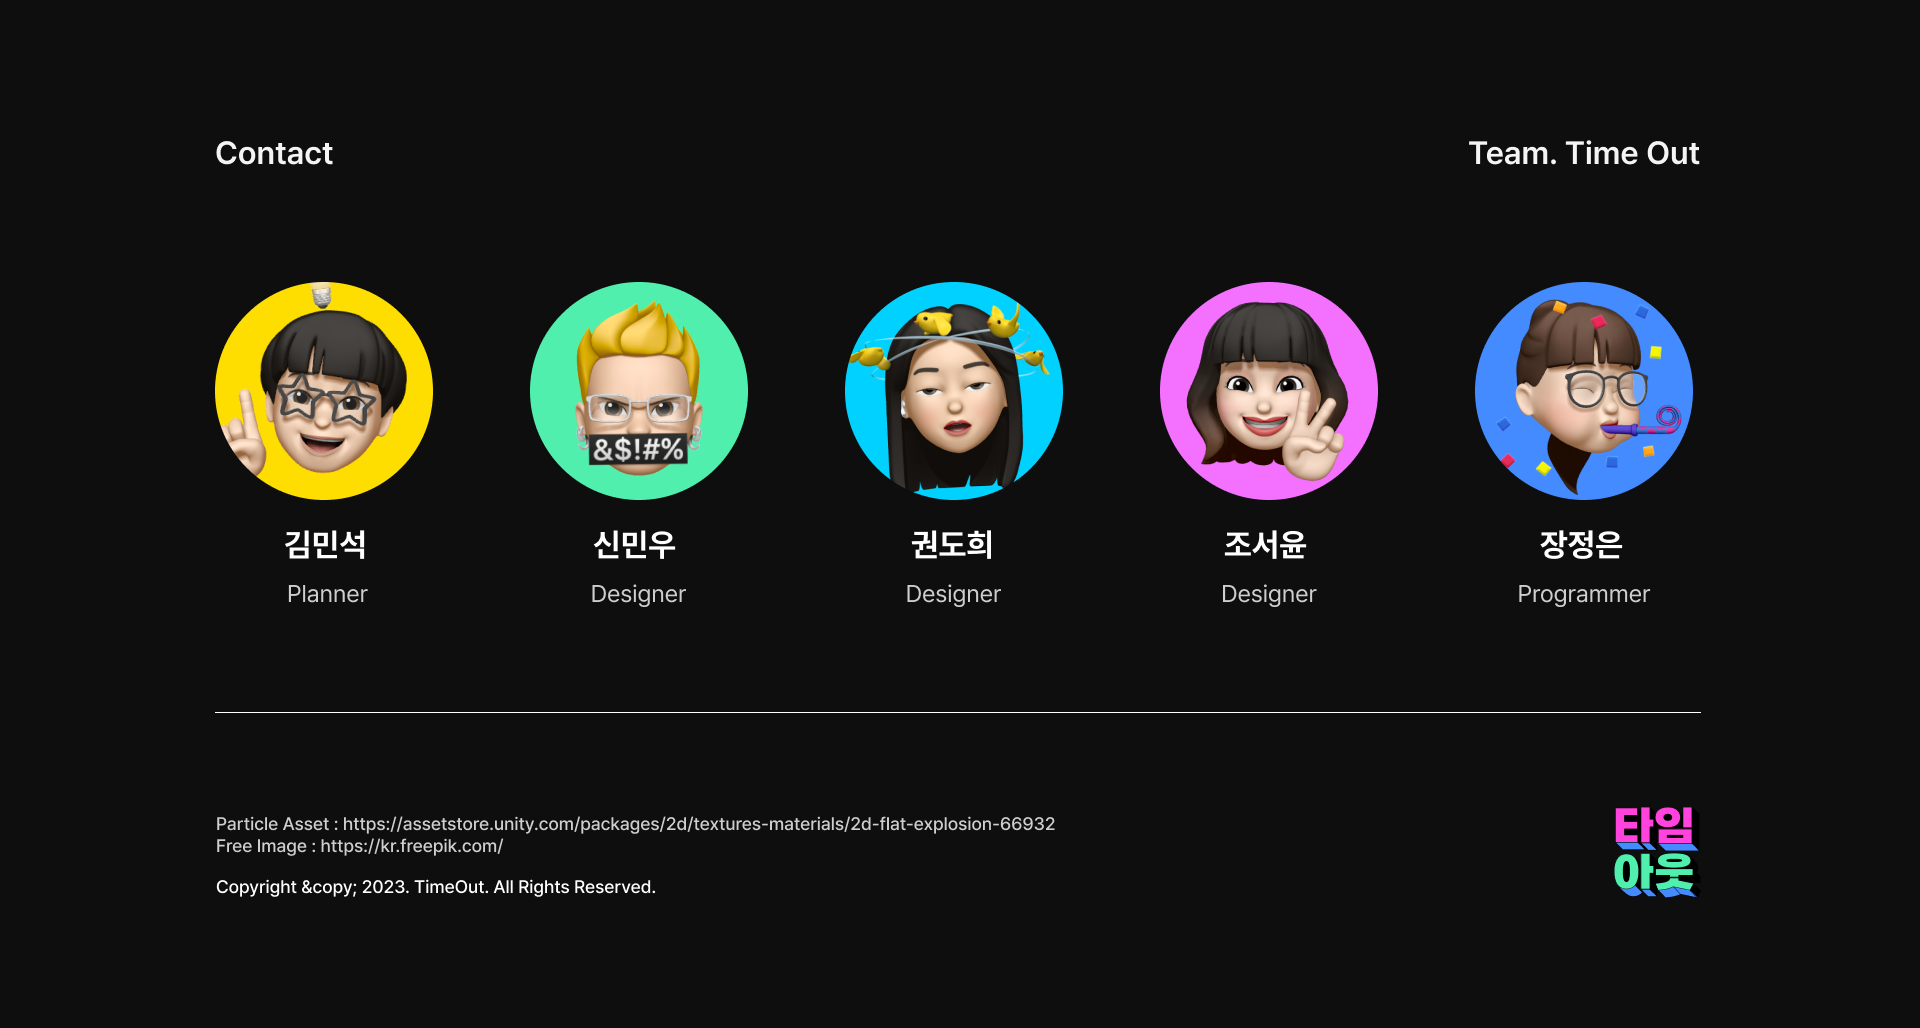 Contact
Team. Time Out
&$!#%
김민석
신민우
권도희
조서윤
장정은
Planner
Designer
Designer
Designer
Programmer
Particle Asset : https://assetstore.unity.com/packages/2d/textures-materials/2d-flat-explosion-66932
Free Image : https://kr.freepik.com/
Copyright &copy; 2023. TimeOut. All Rights Reserved.
타임
아웃